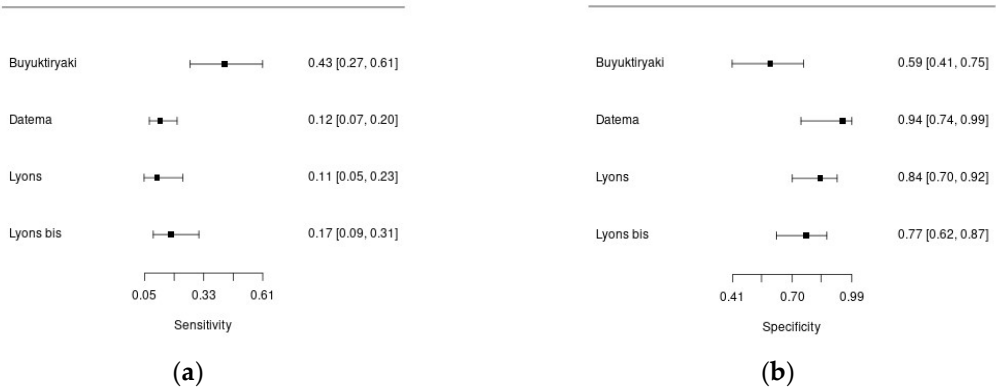 Buyuktiryaki 0.43 [0.27, 0.61]
Datema 0.12 [0.07, 0.20]
Lyons 0.11 [0.05, 0.23]
Lyons bis 0.17 [0.09, 0.31]
0.05 0.33 0.61
Sensitivity
(a)
Buyuktiryaki 0.59 [0.41, 0.75]
Datema 0.94 [0.74, 0.99]
Lyons 0.84 [0.70, 0.92]
Lyons bis 0.77 [0.62, 0.87]
0.41 0.70 0.99
Specificity
(b)